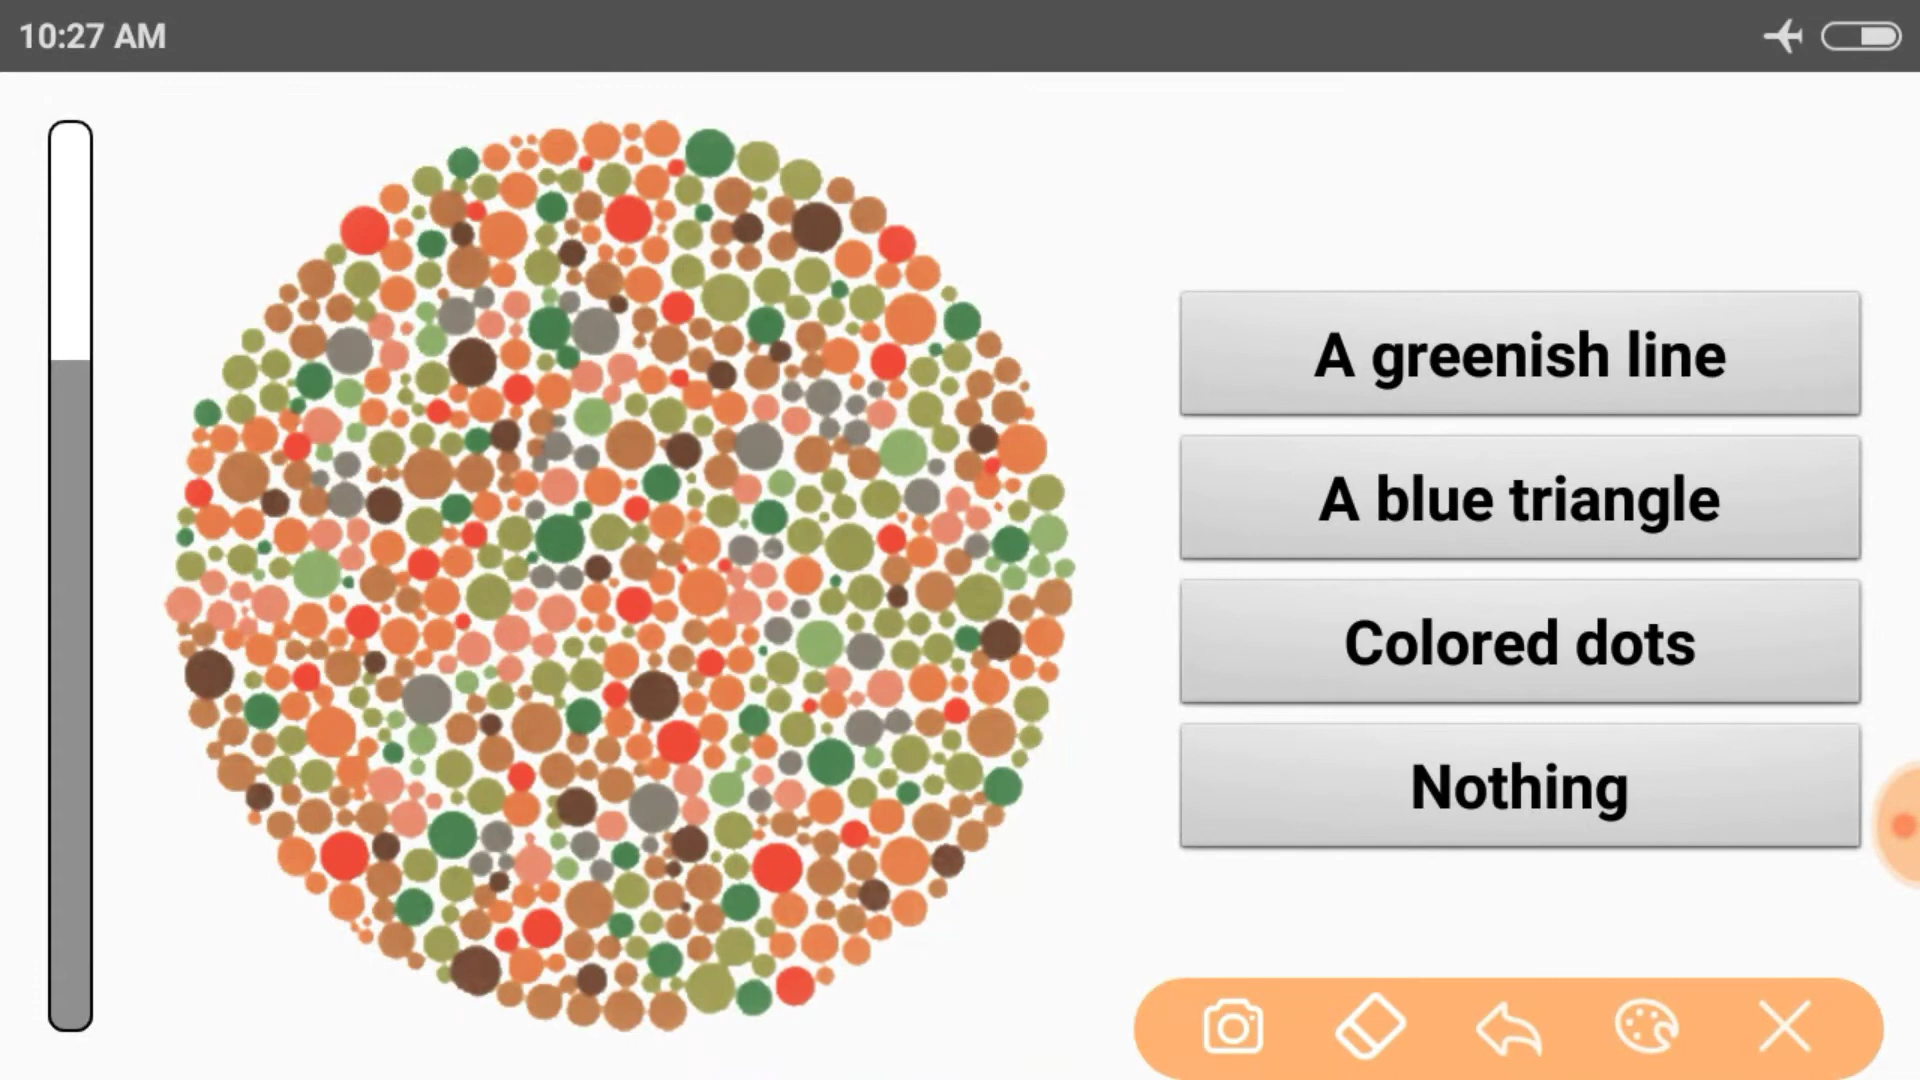 10:27 AM
A greenish line
A blue triangle
Colored dots
Nothing